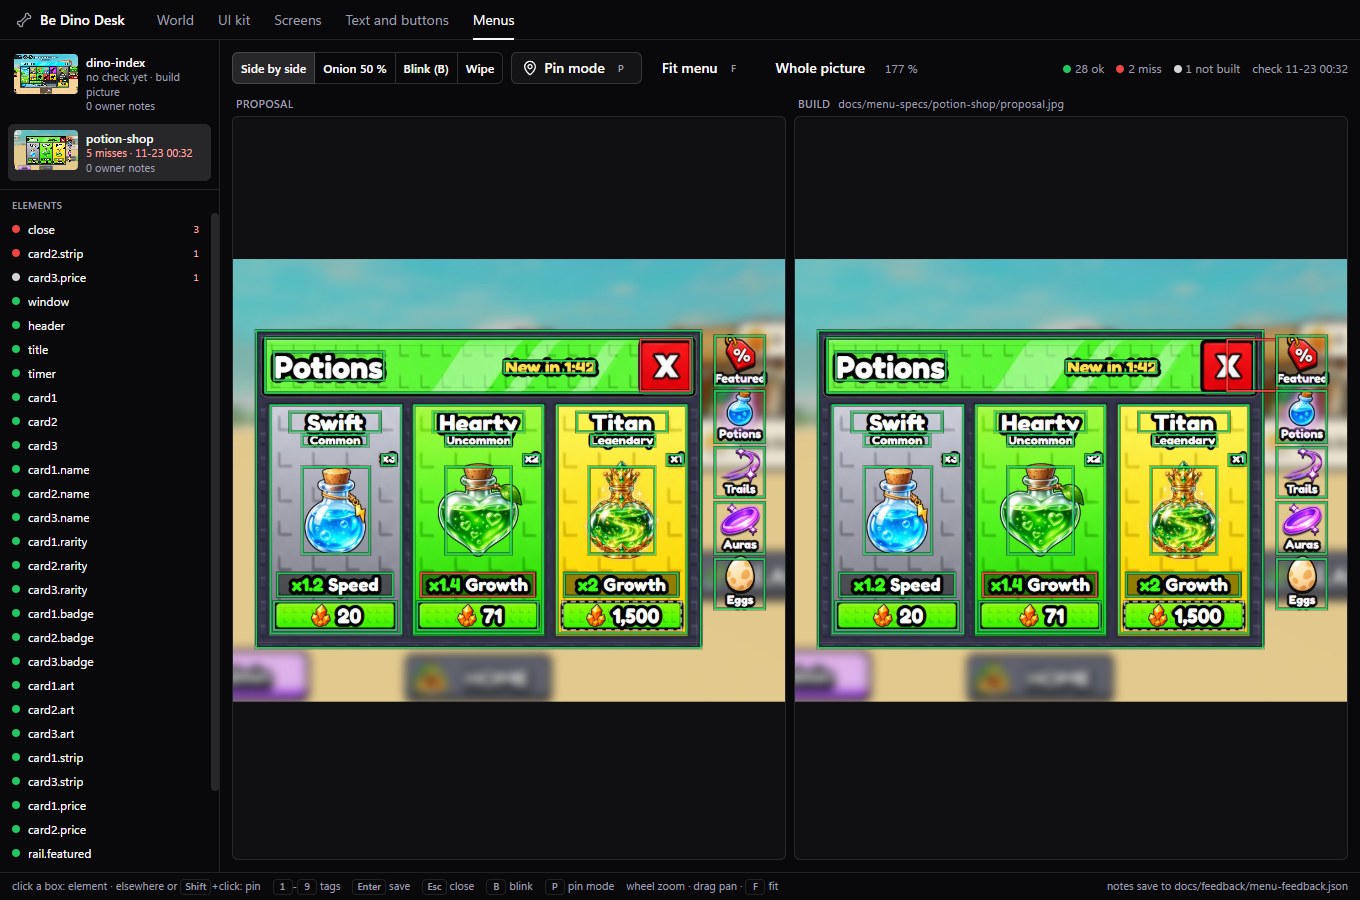 Be Dino Desk World UI kit Screens Text and buttons Menus
dino-index
no check yet · build
picture
0 owner notes
potion-shop
5 misses · 11-23 00:32
0 owner notes
ELEMENTS
close 3
card2.strip 1
card3.price 1
window
header
title
timer
card1
card2
card3
card1.name
card2.name
card3.name
card1.rarity
card2.rarity
card3.rarity
card1.badge
card2.badge
card3.badge
card1.art
card2.art
card3.art
card1.strip
card3.strip
card1.price
card2.price
rail.featured
Side by side Onion 50 % Blink (B) Wipe Pin mode P Fit menu F Whole picture 177 % 28 ok 2 miss 1 not built check 11-23 00:32
PROPOSAL
Potions New in 1:42 X
Swift Hearty Titan
Common Uncommon Legendary
x3 x2 x1
x1.2 Speed x1.4 Growth x2 Growth
20 71 1,500
%
Featured
Potions
Trails
Auras
Eggs
HOME
BUILD docs/menu-specs/potion-shop/proposal.jpg
Potions New in 1:42 X
Swift Hearty Titan
Common Uncommon Legendary
x3 x2 x1
x1.2 Speed x1.4 Growth x2 Growth
20 71 1,500
%
Featured
Potions
Trails
Auras
Eggs
HOME
click a box: element · elsewhere or Shift +click: pin 1 - 9 tags Enter save Esc close B blink P pin mode wheel zoom · drag pan · F fit notes save to docs/feedback/menu-feedback.json